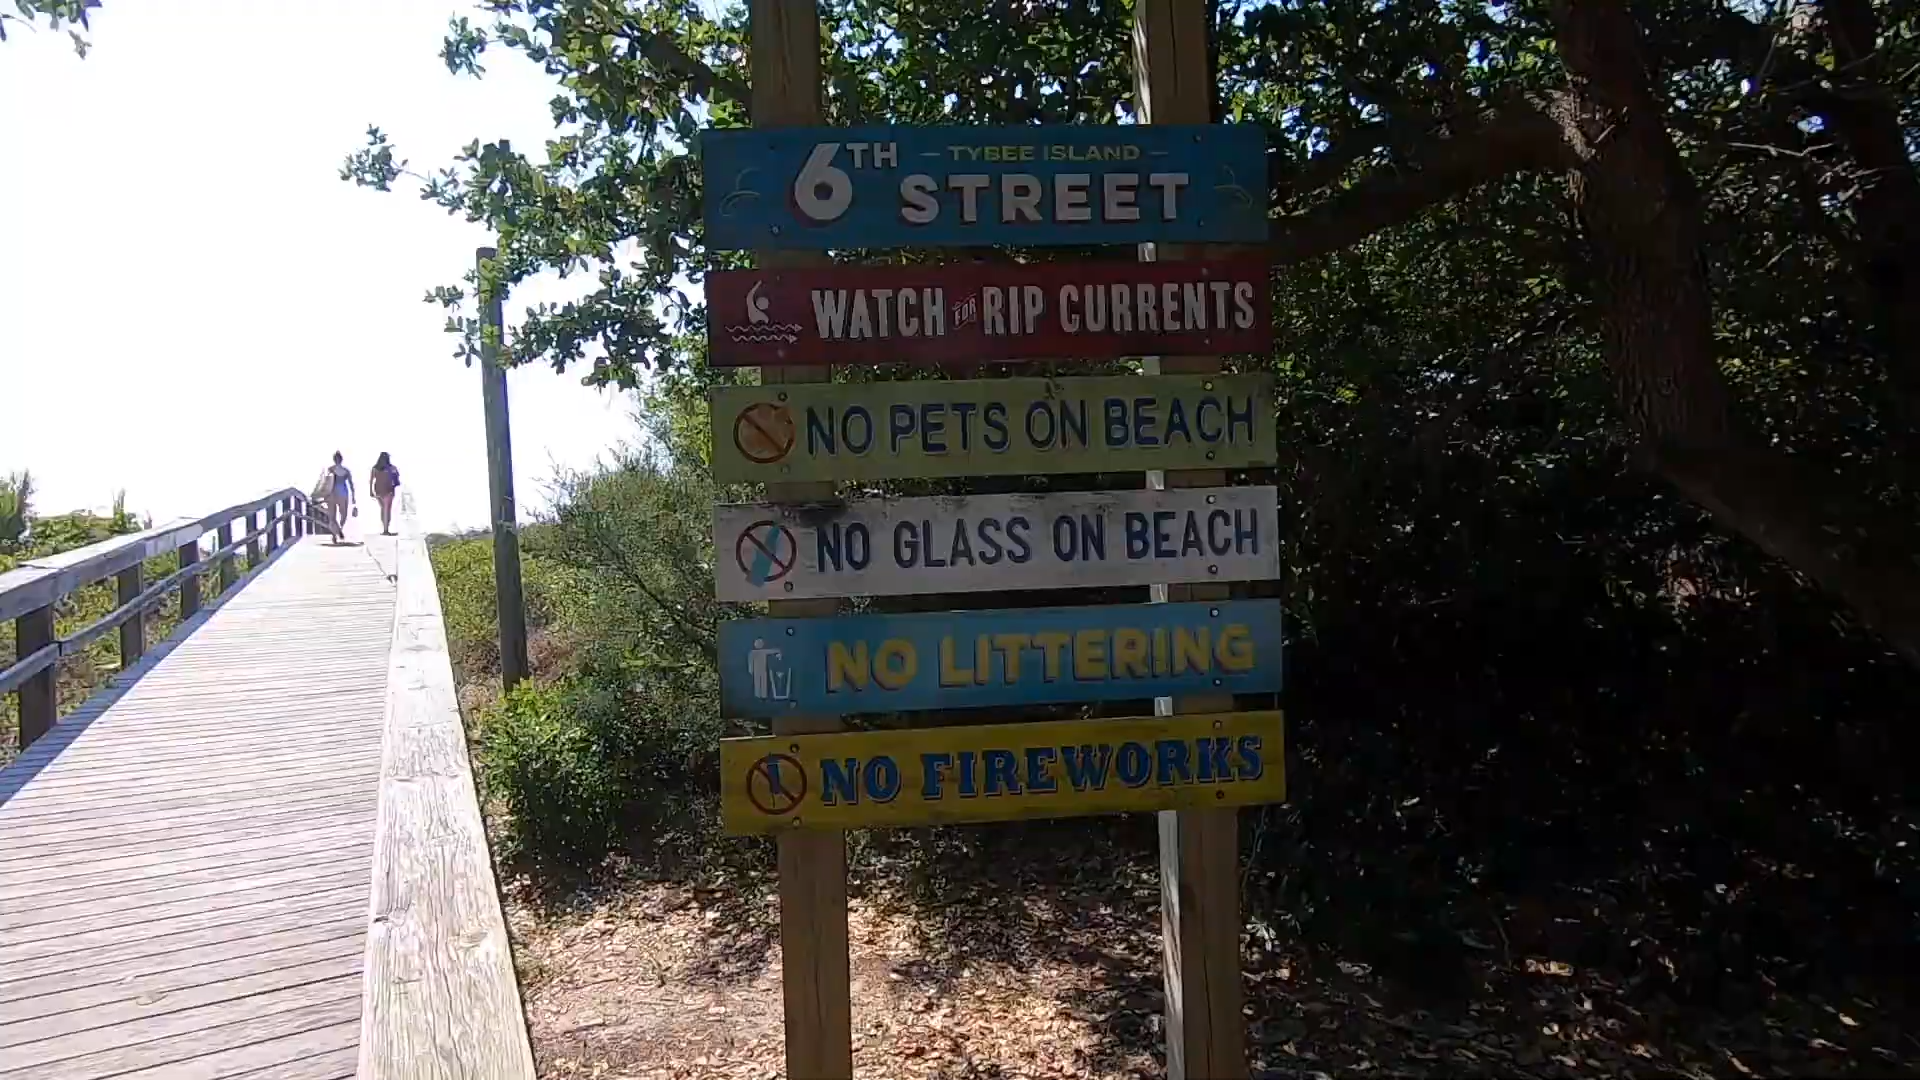 6TH — TYBEE ISLAND —
STREET
WATCH FOR RIP CURRENTS
NO PETS ON BEACH
NO GLASS ON BEACH
NO LITTERING
NO FIREWORKS